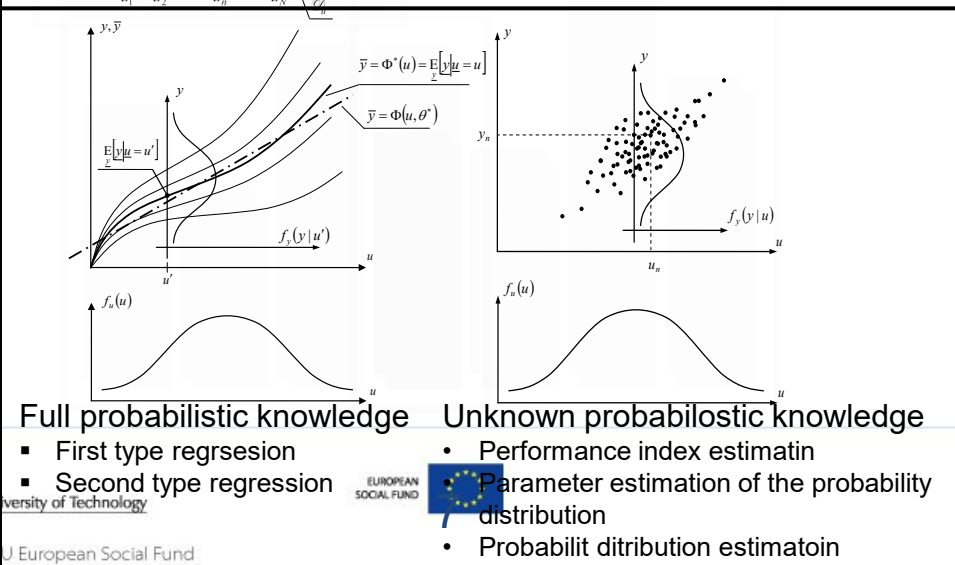 y, ȳ
ȳ = Φ*(u) = E_y[y|u = u]
y
ȳ = Φ(u, θ*)
E_y[y|u = u′]
f_y(y | u′)
u
u′
f_u(u)
u
y
y
y_n
f_y(y | u)
u
u_n
f_u(u)
u
Full probabilistic knowledge
▪ First type regrsesion
▪ Second type regression
Unknown probabilostic knowledge
• Performance index estimatin
• Parameter estimation of the probability
distribution
• Probabilit ditribution estimatoin
iversity of Technology
EUROPEAN
SOCIAL FUND
U European Social Fund